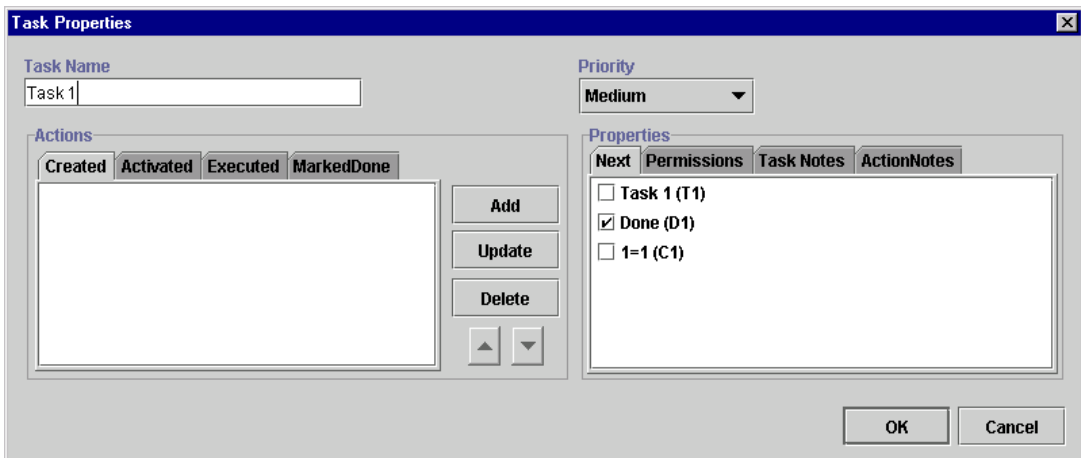 Task Properties
Task Name
Priority
Task 1
Medium
Actions
Properties
Created Activated Executed MarkedDone
Next Permissions Task Notes ActionNotes
Task 1 (T1)
Add
Done (D1)
Update
1=1 (C1)
Delete
OK Cancel